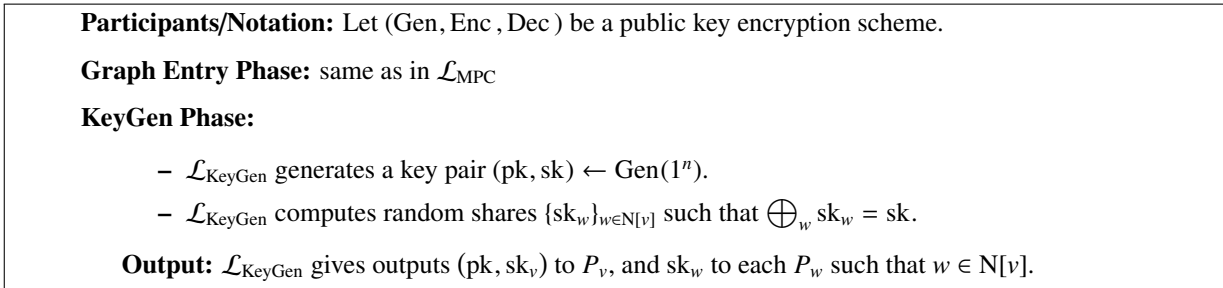 Participants/Notation: Let (Gen, Enc , Dec ) be a public key encryption scheme.
Graph Entry Phase: same as in ℒ_MPC
KeyGen Phase:
– ℒ_KeyGen generates a key pair (pk, sk) ← Gen(1^n).
– ℒ_KeyGen computes random shares {sk_w}_{w∈N[v]} such that ⨁_w sk_w = sk.
Output: ℒ_KeyGen gives outputs (pk, sk_v) to P_v, and sk_w to each P_w such that w ∈ N[v].